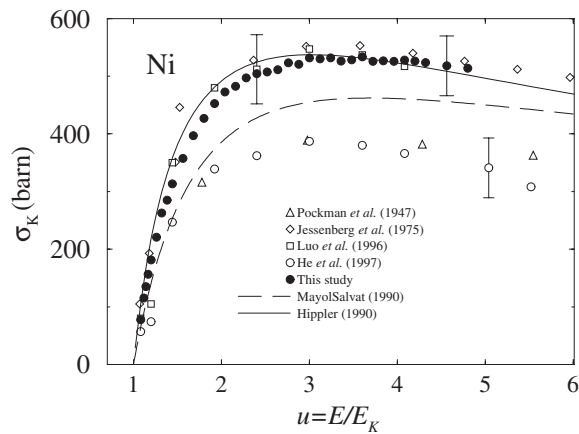 600
Ni
400
σK(barn)
200
0
Pockman et al. (1947)
Jessenberg et al. (1975)
Luo et al. (1996)
He et al. (1997)
This study
MayolSalvat (1990)
Hippler (1990)
1 2 3 4 5 6
u=E/EK